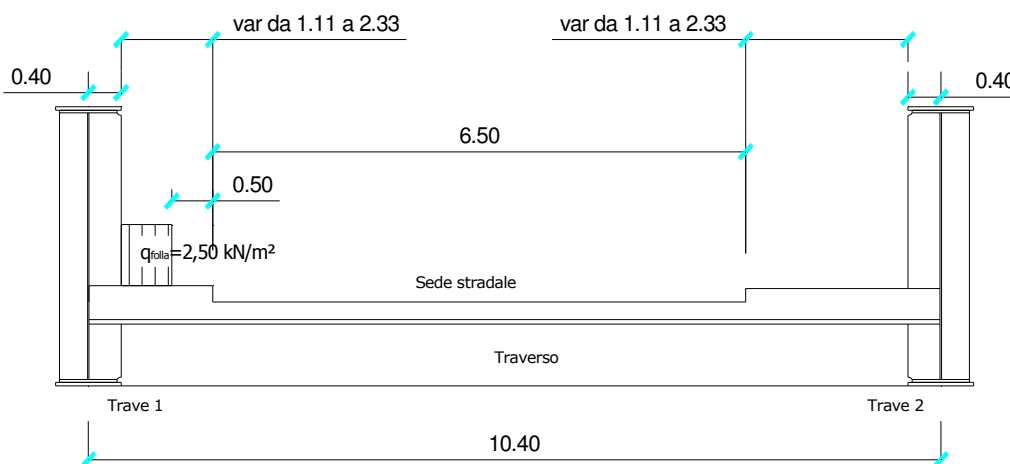 var da 1.11 a 2.33
var da 1.11 a 2.33
0.40
0.40
6.50
0.50
qfolla=2,50 kN/m²
Sede stradale
Traverso
Trave 1
Trave 2
10.40